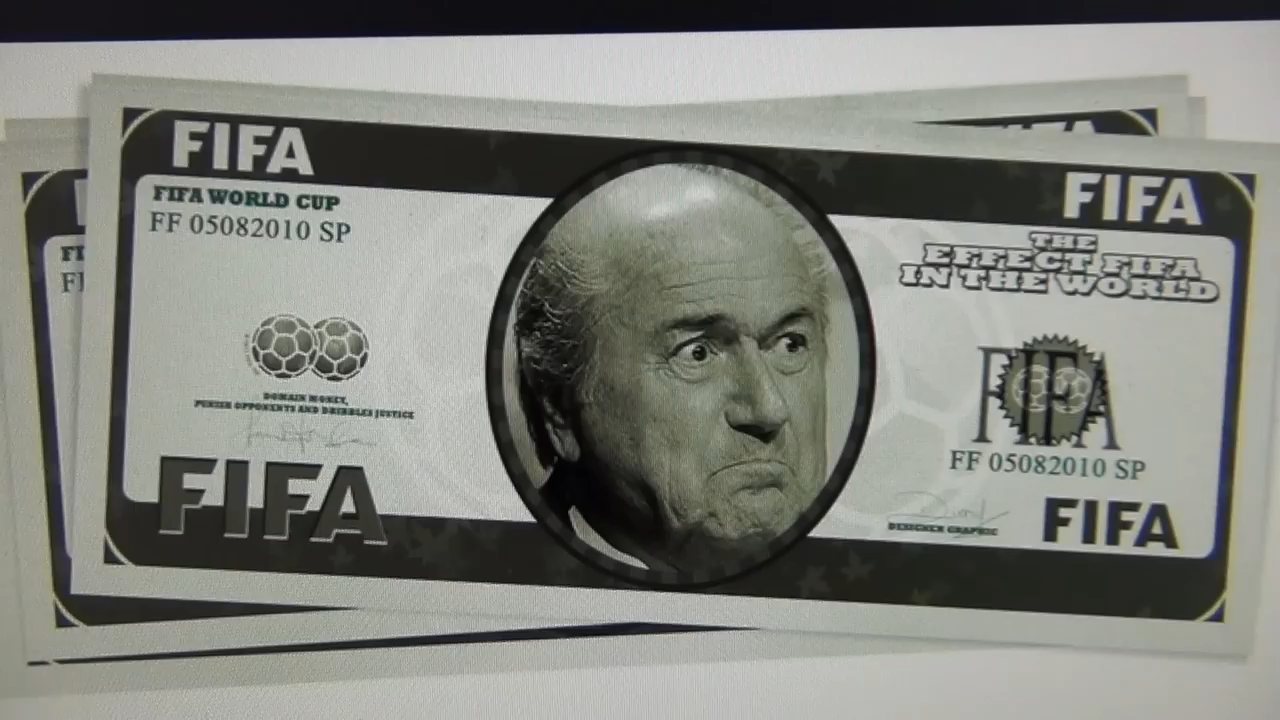 FIFA
FIFA WORLD CUP
FF 05082010 SP
DOMAIN MONEY,
PUNISH OPPONENTS AND DRIBBLES JUSTICE
FIFA
FIFA
THE
EFFECT FIFA
IN THE WORLD
FIFA
FF 05082010 SP
DESIGNER GRAPHIC
FIFA